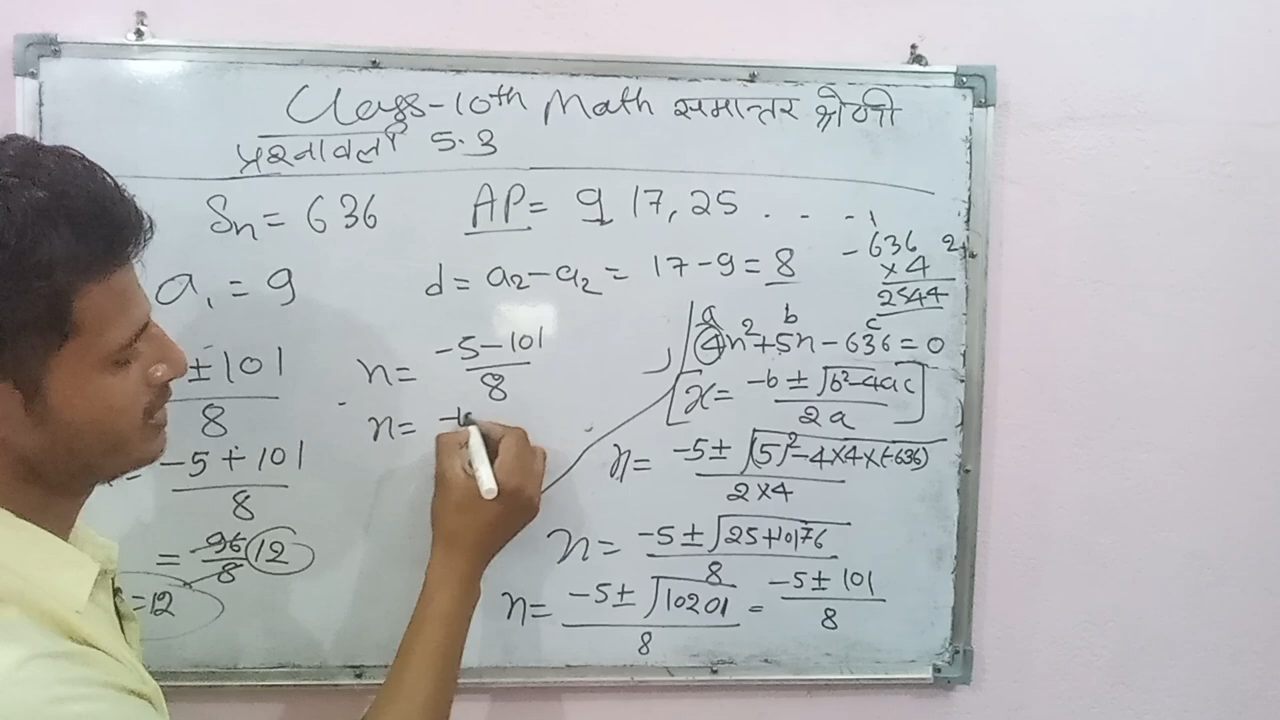 Class-10th Math समान्तर श्रेणी
प्रश्नावली 5.3
Sn = 636
AP = 9 17, 25 . . . .
a₁ = 9
d = a₂-a₂ = 17-9 = 8
-636
×4
2544
± 101
8
-5+101
8
= 96/8 12
=12
n= -5-101
8
n=
a b c
4n²+5n-636=0
x= -b ± √b²-4ac
2a
n= -5± √(5)²-4×4×(-636)
2×4
n= -5± √25+10176
8
n= -5± √10201 = -5± 101
8 8